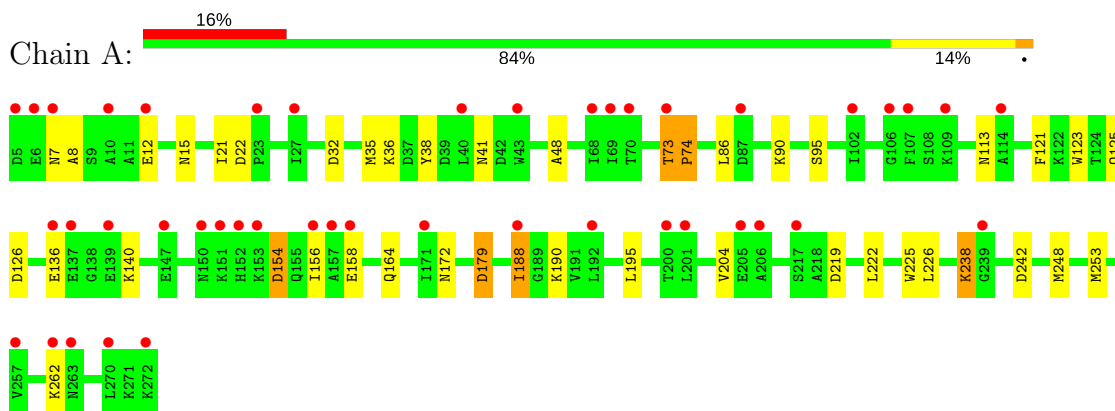 16%
Chain A:
84%
14%
•
D5 E6 N7 A8 S9 A10 A11 E12 N15 I21 D22 P23 I27 D32 M35 K36 D37 Y38 D39 L40 N41 D42 W43 A48 I68 I69 T70 T73 P74 L86 D87 K90 S95 I102 G106 F107 S108 K109 N113 A114 F121 K122 W123 T124
D126 E136 E137 G138 E139 K140 E147 N150 K151 H152 K153 D154 Q155 I156 A157 E158 Q164 I171 N172 D179 I188 G189 K190 V191 L192 L195 T200 L201 V204 E205 A206 S217 A218 D219 L222 W225 L226 K238 G239 D242 M248 M253
V257 K262 N263 L270 K271 K272